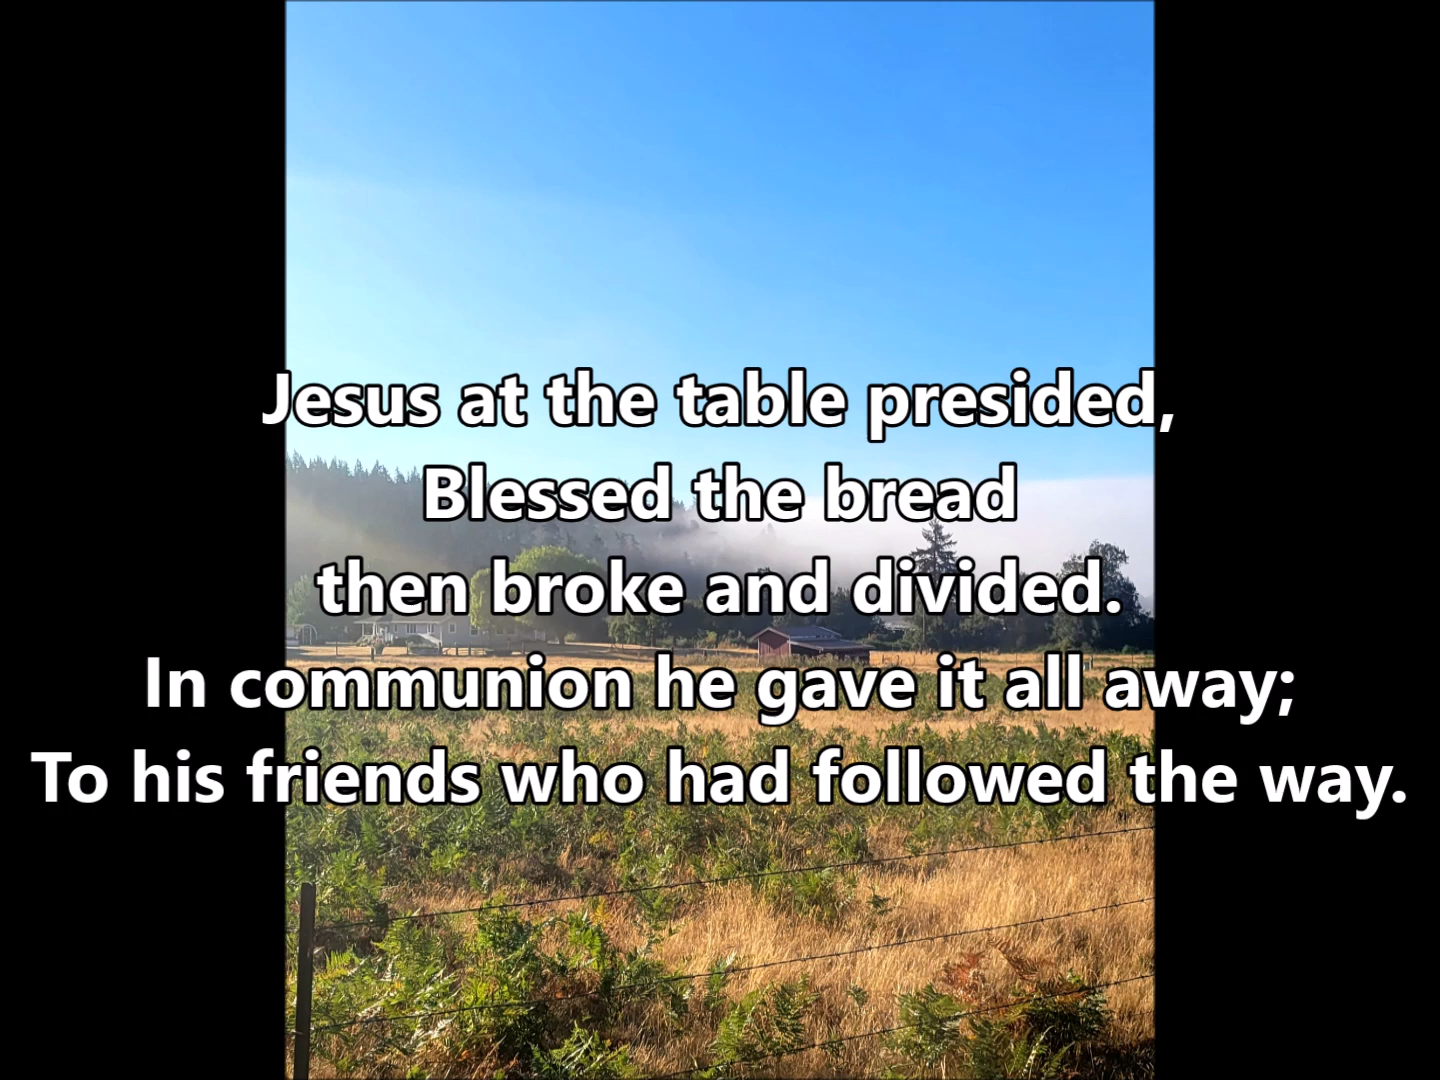 Jesus at the table presided,
Blessed the bread
then broke and divided.
In communion he gave it all away;
To his friends who had followed the way.